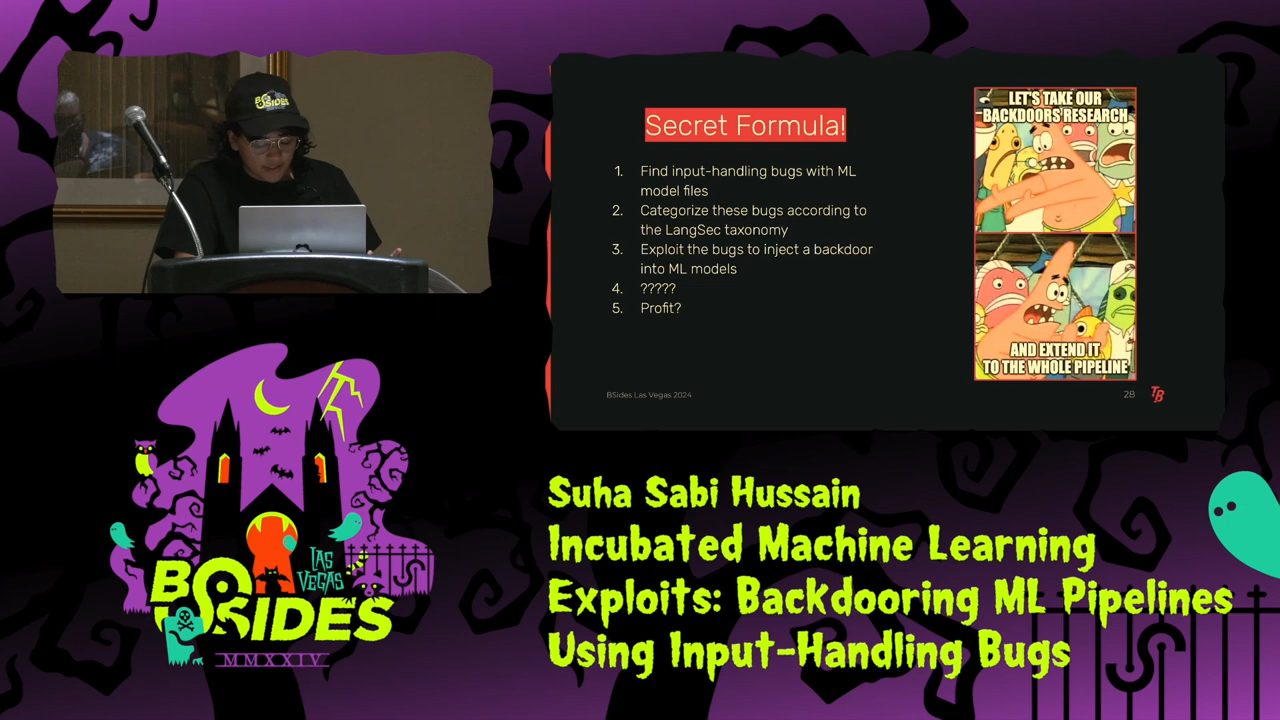 BSIDES
Secret Formula!
1. Find input-handling bugs with ML
model files
2. Categorize these bugs according to
the LangSec taxonomy
3. Exploit the bugs to inject a backdoor
into ML models
4. ?????
5. Profit?
LET'S TAKE OUR
BACKDOORS RESEARCH
AND EXTEND IT
TO THE WHOLE PIPELINE
BSides Las Vegas 2024
28
TB
LAS
VEGAS
BSIDES
MMXXIV
Suha Sabi Hussain
Incubated Machine Learning
Exploits: Backdooring ML Pipelines
Using Input-Handling Bugs